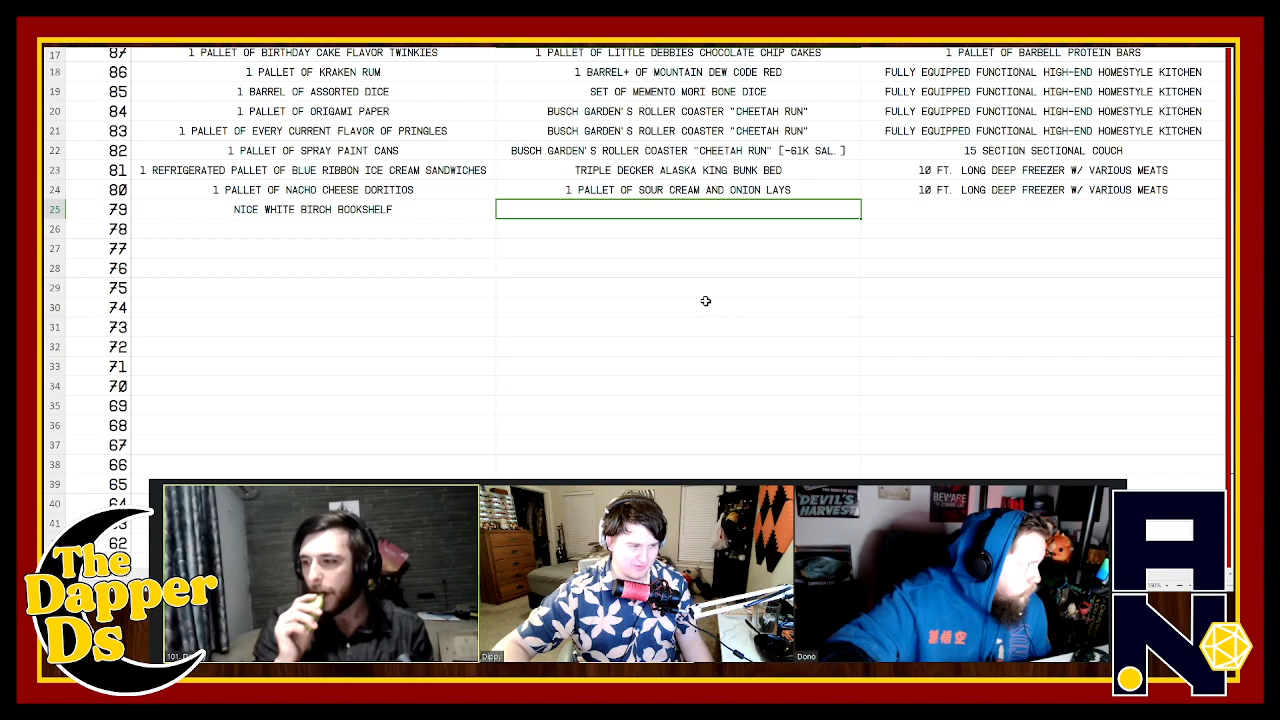 17 87 1 PALLET OF BIRTHDAY CAKE FLAVOR TWINKIES 1 PALLET OF LITTLE DEBBIES CHOCOLATE CHIP CAKES 1 PALLET OF BARBELL PROTEIN BARS
18 86 1 PALLET OF KRAKEN RUM 1 BARREL+ OF MOUNTAIN DEW CODE RED FULLY EQUIPPED FUNCTIONAL HIGH-END HOMESTYLE KITCHEN
19 85 1 BARREL OF ASSORTED DICE SET OF MEMENTO MORI BONE DICE FULLY EQUIPPED FUNCTIONAL HIGH-END HOMESTYLE KITCHEN
20 84 1 PALLET OF ORIGAMI PAPER BUSCH GARDEN'S ROLLER COASTER "CHEETAH RUN" FULLY EQUIPPED FUNCTIONAL HIGH-END HOMESTYLE KITCHEN
21 83 1 PALLET OF EVERY CURRENT FLAVOR OF PRINGLES BUSCH GARDEN'S ROLLER COASTER "CHEETAH RUN" FULLY EQUIPPED FUNCTIONAL HIGH-END HOMESTYLE KITCHEN
22 82 1 PALLET OF SPRAY PAINT CANS BUSCH GARDEN'S ROLLER COASTER "CHEETAH RUN" [-61K SAL.] 15 SECTION SECTIONAL COUCH
23 81 1 REFRIGERATED PALLET OF BLUE RIBBON ICE CREAM SANDWICHES TRIPLE DECKER ALASKA KING BUNK BED 10 FT. LONG DEEP FREEZER W/ VARIOUS MEATS
24 80 1 PALLET OF NACHO CHEESE DORITIOS 1 PALLET OF SOUR CREAM AND ONION LAYS 10 FT. LONG DEEP FREEZER W/ VARIOUS MEATS
25 79 NICE WHITE BIRCH BOOKSHELF
26 78
27 77
28 76
29 75
30 74
31 73
32 72
33 71
34 70
35 69
36 68
37 67
38 66
39 65
40 64
41
62
The
Dapper
Ds
DEVIL'S
HARVEST
BEWARE
悟空
Dono
A
N
160%